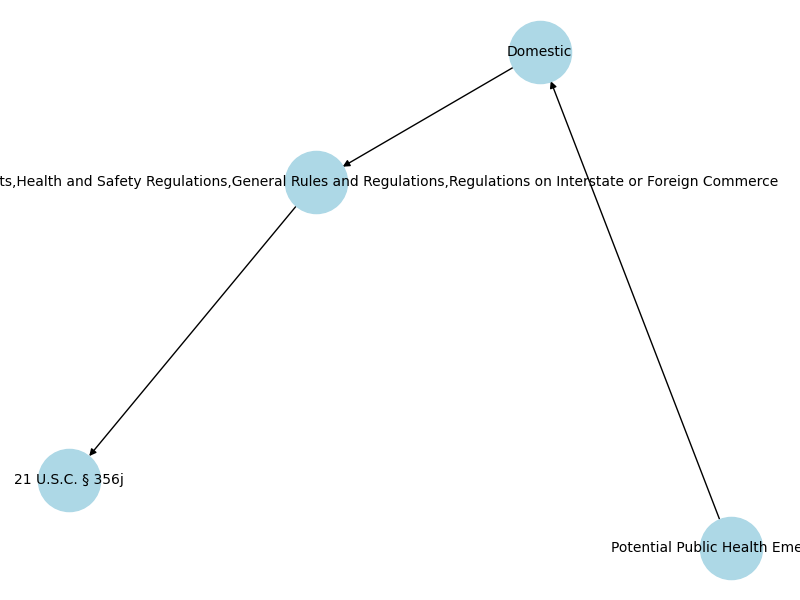 Domestic
ts,Health and Safety Regulations,General Rules and Regulations,Regulations on Interstate or Foreign Commerce
21 U.S.C. § 356j
Potential Public Health Eme